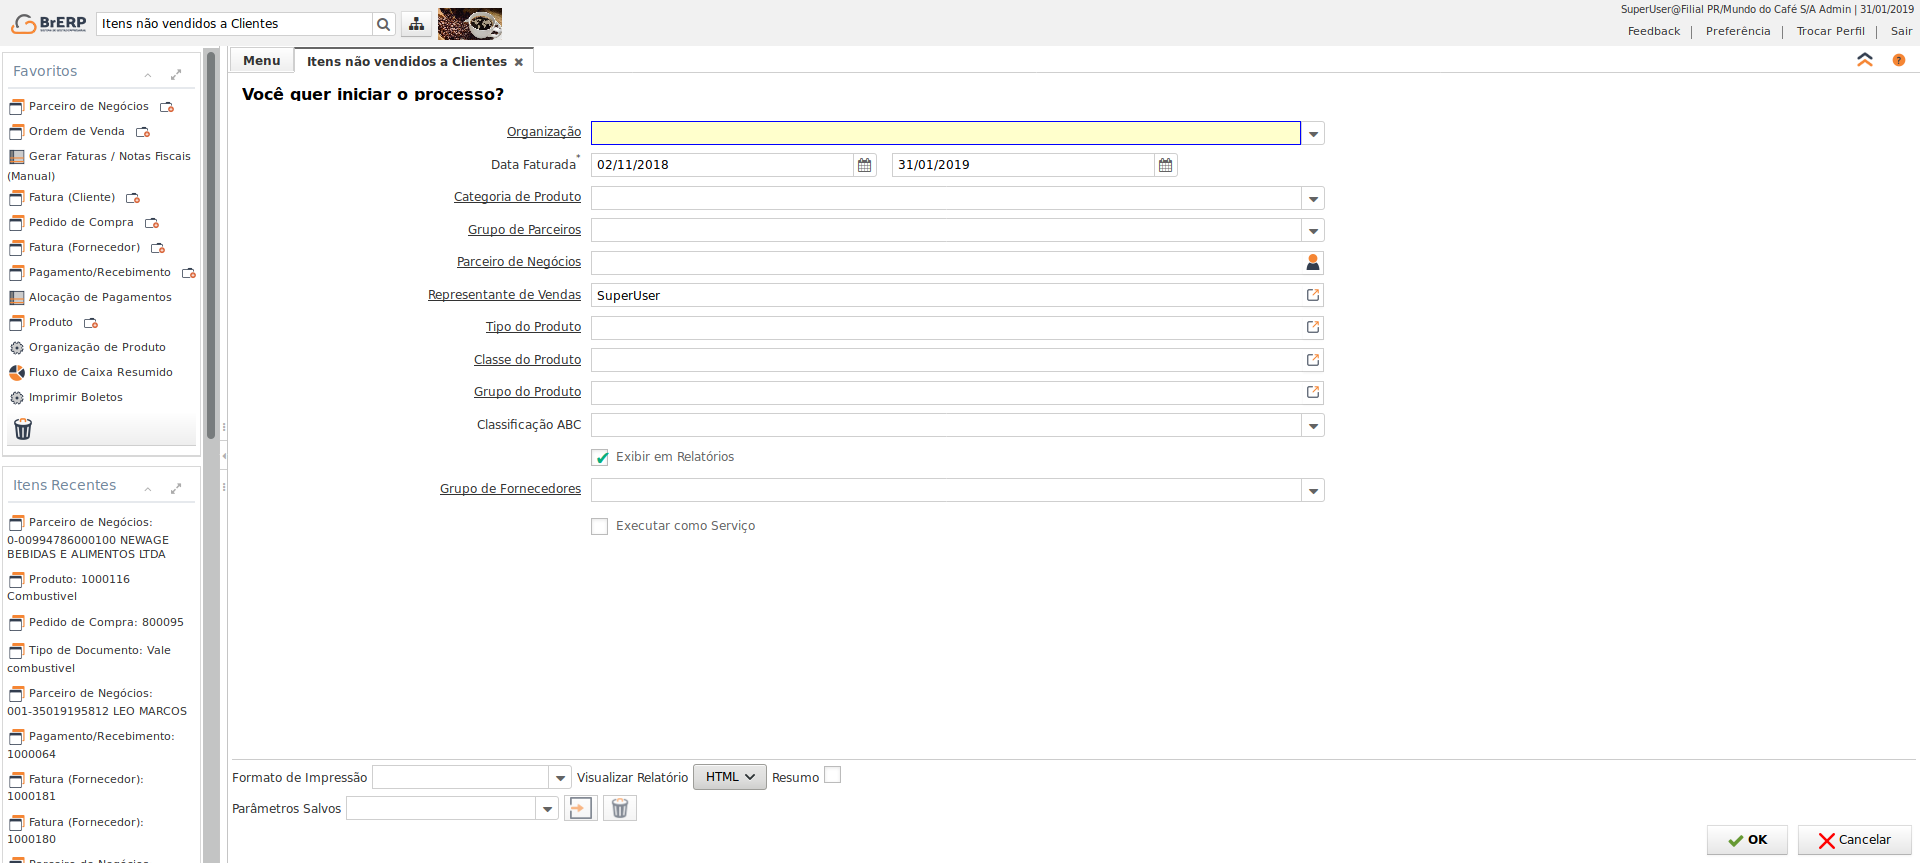 BrERP
Itens não vendidos a Clientes
SuperUser@Filial PR/Mundo do Café S/A Admin | 31/01/2019
Feedback | Preferência | Trocar Perfil | Sair
Favoritos
Parceiro de Negócios
Ordem de Venda
Gerar Faturas / Notas Fiscais
(Manual)
Fatura (Cliente)
Pedido de Compra
Fatura (Fornecedor)
Pagamento/Recebimento
Alocação de Pagamentos
Produto
Organização de Produto
Fluxo de Caixa Resumido
Imprimir Boletos
Itens Recentes
Parceiro de Negócios:
0-00994786000100 NEWAGE
BEBIDAS E ALIMENTOS LTDA
Produto: 1000116
Combustivel
Pedido de Compra: 800095
Tipo de Documento: Vale
combustivel
Parceiro de Negócios:
001-35019195812 LEO MARCOS
Pagamento/Recebimento:
1000064
Fatura (Fornecedor):
1000181
Fatura (Fornecedor):
1000180
Parceiro de Negócios
Menu
Itens não vendidos a Clientes
Você quer iniciar o processo?
Organização
Data Faturada* 02/11/2018 31/01/2019
Categoria de Produto
Grupo de Parceiros
Parceiro de Negócios
Representante de Vendas SuperUser
Tipo do Produto
Classe do Produto
Grupo do Produto
Classificação ABC
Exibir em Relatórios
Grupo de Fornecedores
Executar como Serviço
Formato de Impressão Visualizar Relatório HTML Resumo
Parâmetros Salvos
OK Cancelar